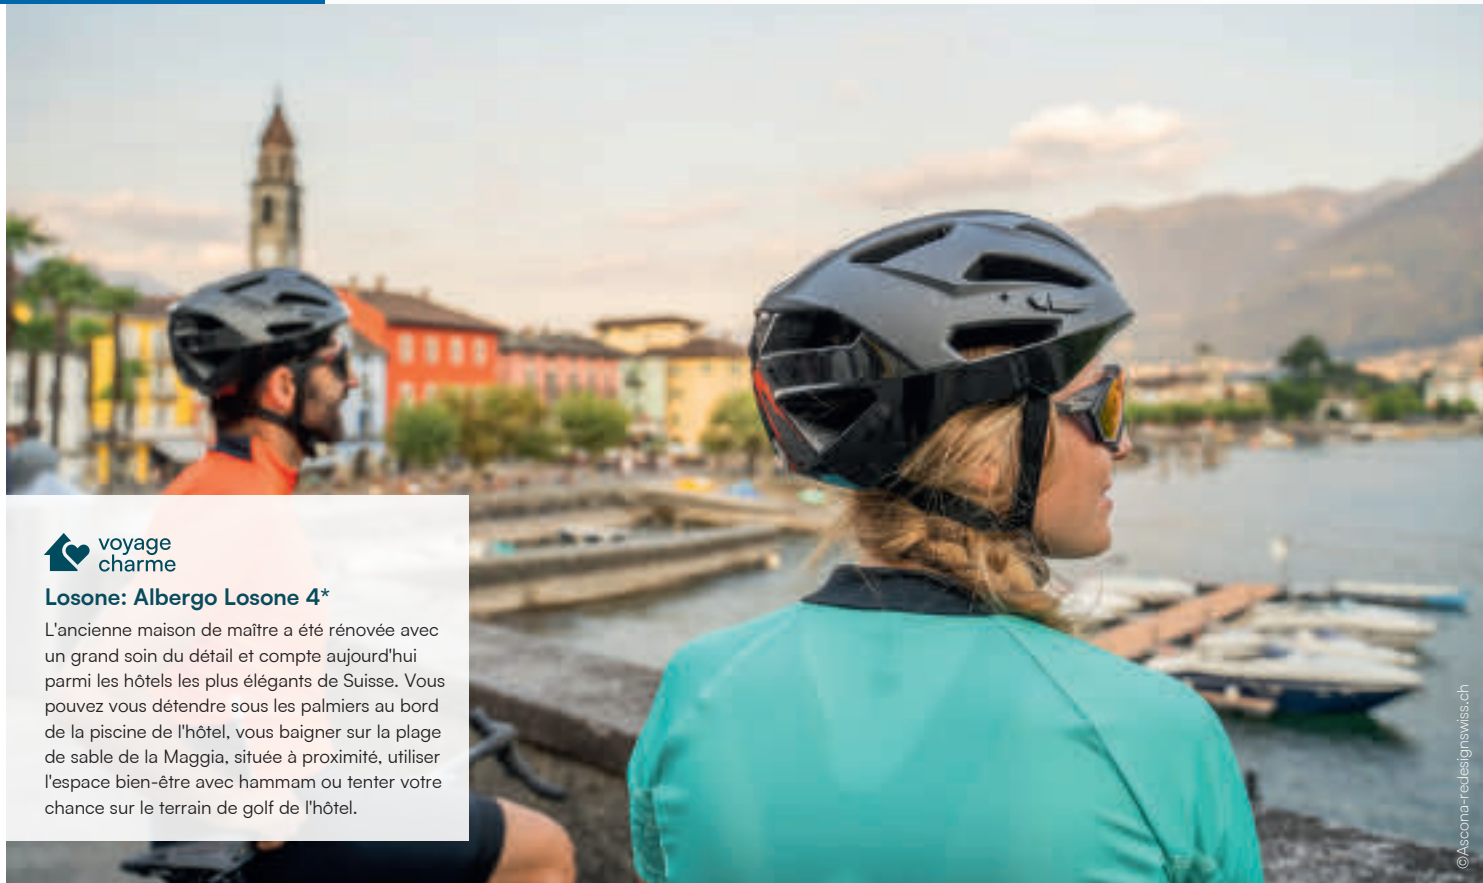 voyage
charme
Losone: Albergo Losone 4*
L'ancienne maison de maître a été rénovée avec
un grand soin du détail et compte aujourd'hui
parmi les hôtels les plus élégants de Suisse. Vous
pouvez vous détendre sous les palmiers au bord
de la piscine de l'hôtel, vous baigner sur la plage
de sable de la Maggia, située à proximité, utiliser
l'espace bien-être avec hammam ou tenter votre
chance sur le terrain de golf de l'hôtel.
©Ascona-redesignswiss.ch